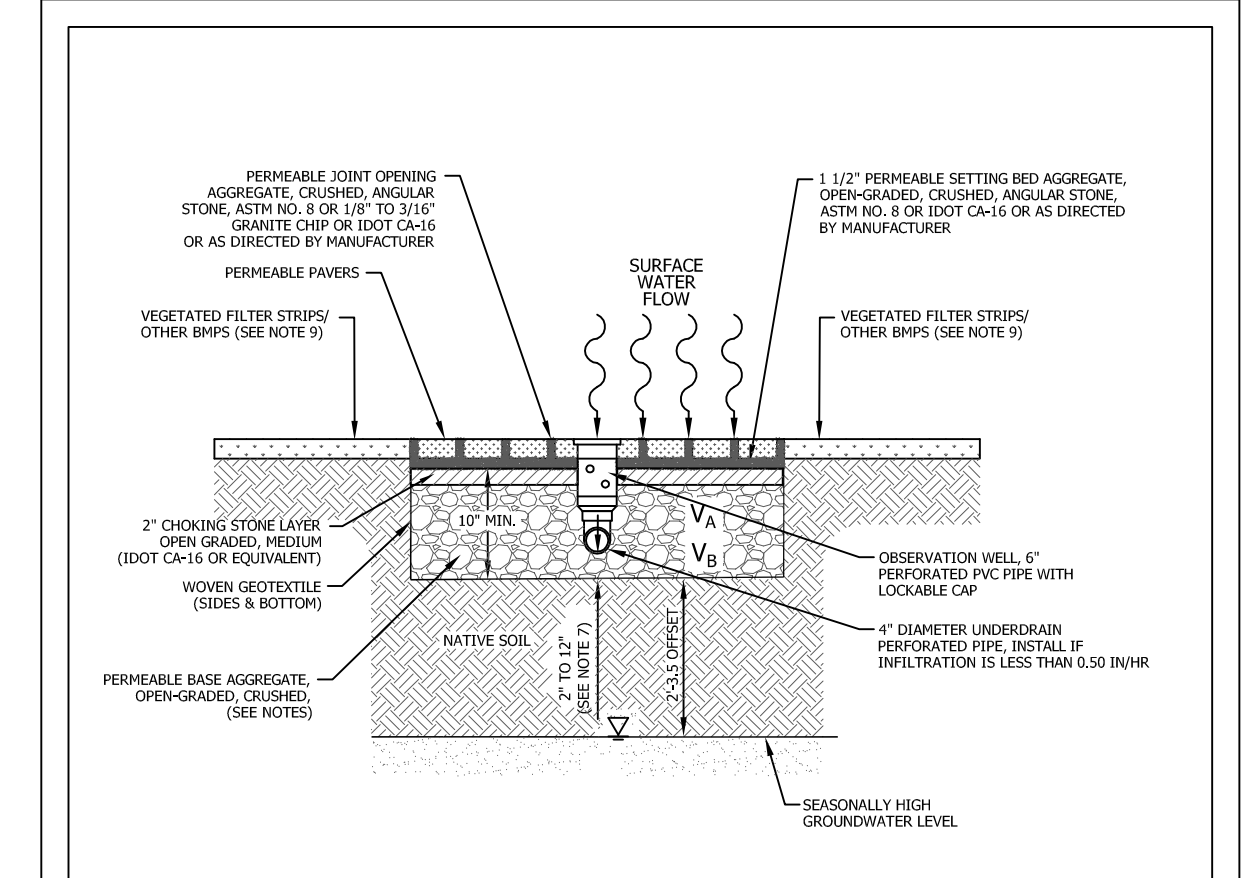 PERMEABLE JOINT OPENING
AGGREGATE, CRUSHED, ANGULAR
STONE, ASTM NO. 8 OR 1/8" TO 3/16"
GRANITE CHIP OR IDOT CA-16
OR AS DIRECTED BY MANUFACTURER
1 1/2" PERMEABLE SETTING BED AGGREGATE,
OPEN-GRADED, CRUSHED, ANGULAR STONE,
ASTM NO. 8 OR IDOT CA-16 OR AS DIRECTED
BY MANUFACTURER
PERMEABLE PAVERS
SURFACE
WATER
FLOW
VEGETATED FILTER STRIPS/
OTHER BMPS (SEE NOTE 9)
VEGETATED FILTER STRIPS/
OTHER BMPS (SEE NOTE 9)
2" CHOKING STONE LAYER
OPEN GRADED, MEDIUM
(IDOT CA-16 OR EQUIVALENT)
10" MIN.
VA
VB
WOVEN GEOTEXTILE
(SIDES & BOTTOM)
OBSERVATION WELL, 6"
PERFORATED PVC PIPE WITH
LOCKABLE CAP
NATIVE SOIL
2" TO 12"
(SEE NOTE 7)
2'-3.5 OFFSET
4" DIAMETER UNDERDRAIN
PERFORATED PIPE, INSTALL IF
INFILTRATION IS LESS THAN 0.50 IN/HR
PERMEABLE BASE AGGREGATE,
OPEN-GRADED, CRUSHED,
(SEE NOTES)
SEASONALLY HIGH
GROUNDWATER LEVEL